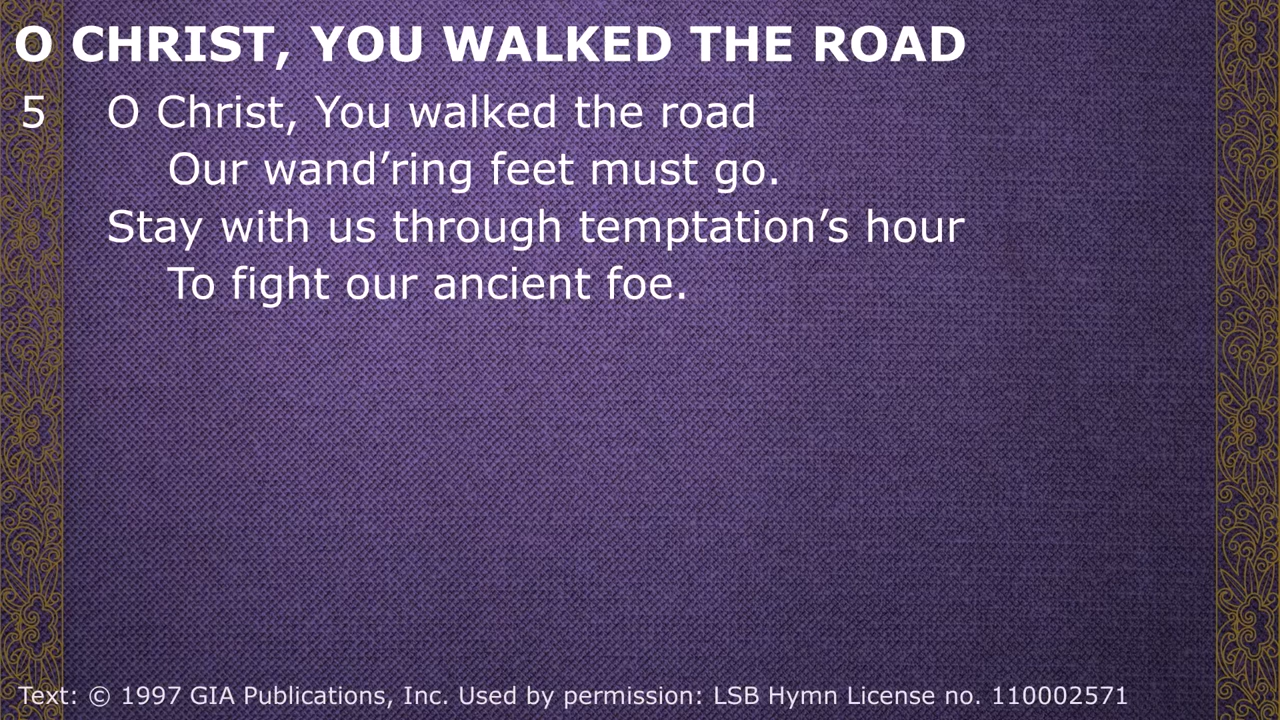 O CHRIST, YOU WALKED THE ROAD
5 O Christ, You walked the road
Our wand’ring feet must go.
Stay with us through temptation’s hour
To fight our ancient foe.
Text: © 1997 GIA Publications, Inc. Used by permission: LSB Hymn License no. 110002571